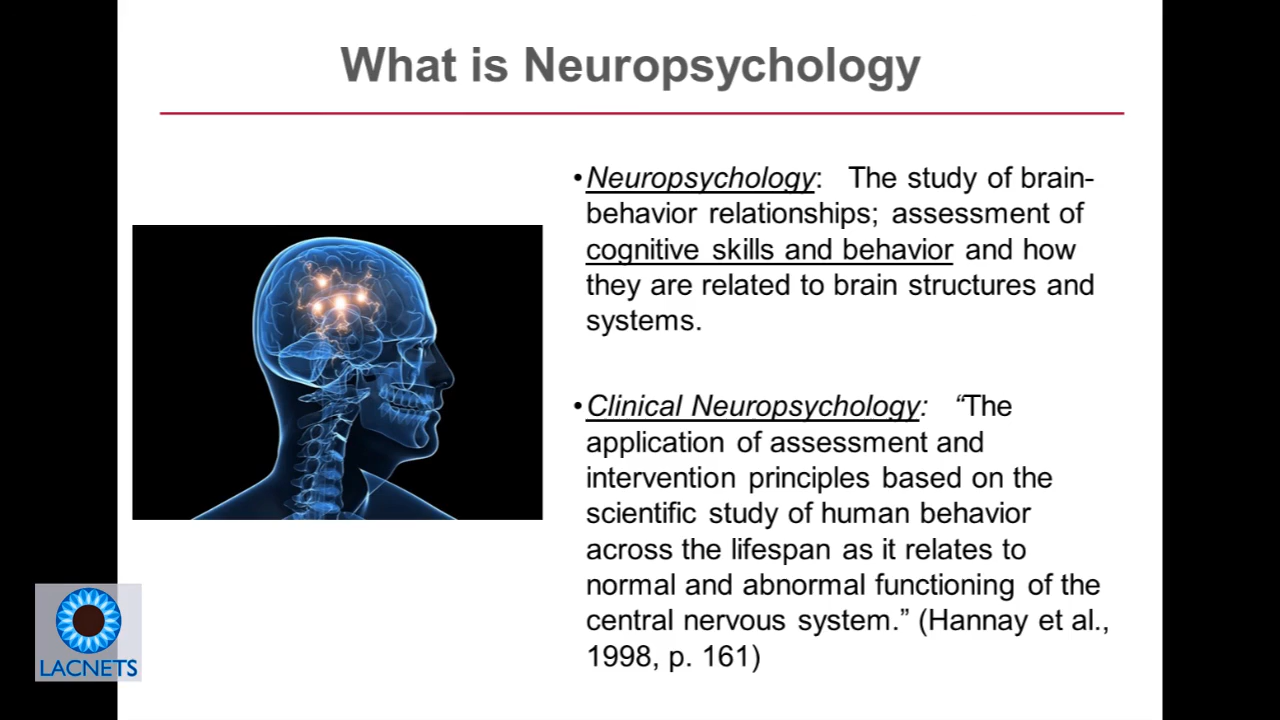 What is Neuropsychology
•Neuropsychology: The study of brain-
behavior relationships; assessment of
cognitive skills and behavior and how
they are related to brain structures and
systems.
•Clinical Neuropsychology: “The
application of assessment and
intervention principles based on the
scientific study of human behavior
across the lifespan as it relates to
normal and abnormal functioning of the
central nervous system.” (Hannay et al.,
1998, p. 161)
LACNETS